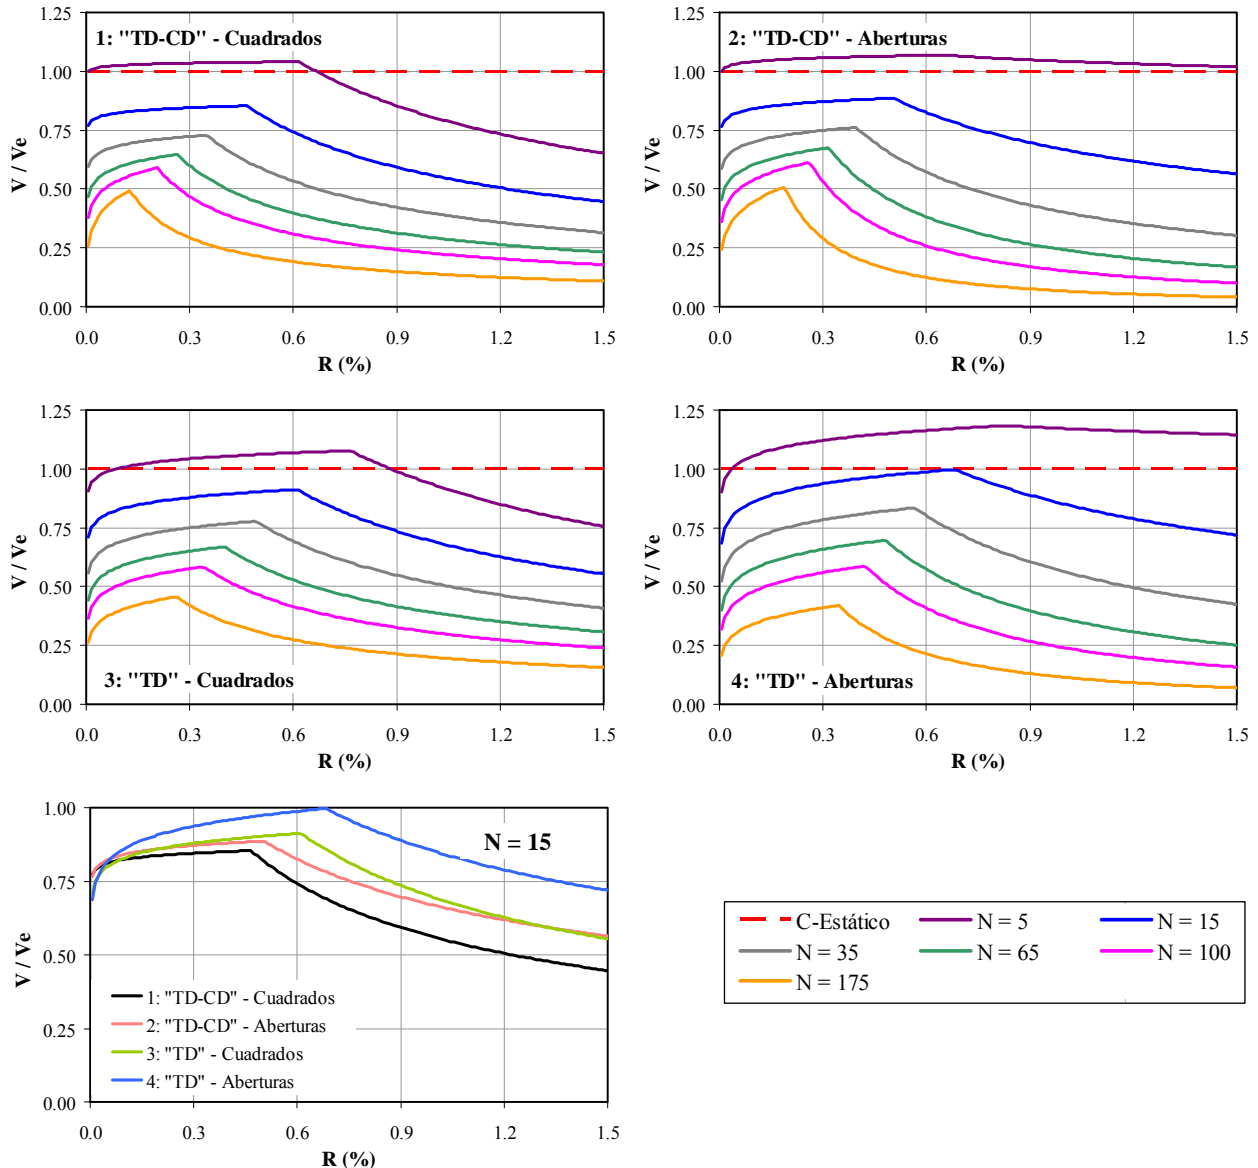 1: "TD-CD" - Cuadrados
V / Ve
1.25
1.00
0.75
0.50
0.25
0.00
0.0 0.3 0.6 0.9 1.2 1.5
R (%)
2: "TD-CD" - Aberturas
V / Ve
1.25
1.00
0.75
0.50
0.25
0.00
0.0 0.3 0.6 0.9 1.2 1.5
R (%)
3: "TD" - Cuadrados
V / Ve
1.25
1.00
0.75
0.50
0.25
0.00
0.0 0.3 0.6 0.9 1.2 1.5
R (%)
4: "TD" - Aberturas
V / Ve
1.25
1.00
0.75
0.50
0.25
0.00
0.0 0.3 0.6 0.9 1.2 1.5
R (%)
N = 15
V / Ve
1.00
0.75
0.50
0.25
0.00
1: "TD-CD" - Cuadrados
2: "TD-CD" - Aberturas
3: "TD" - Cuadrados
4: "TD" - Aberturas
0.0 0.3 0.6 0.9 1.2 1.5
R (%)
C-Estático N = 5 N = 15
N = 35 N = 65 N = 100
N = 175